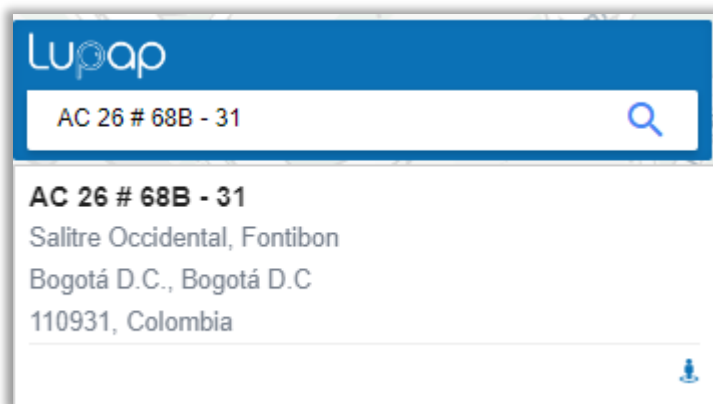 Lupap
AC 26 # 68B - 31
AC 26 # 68B - 31
Salitre Occidental, Fontibon
Bogotá D.C., Bogotá D.C
110931, Colombia